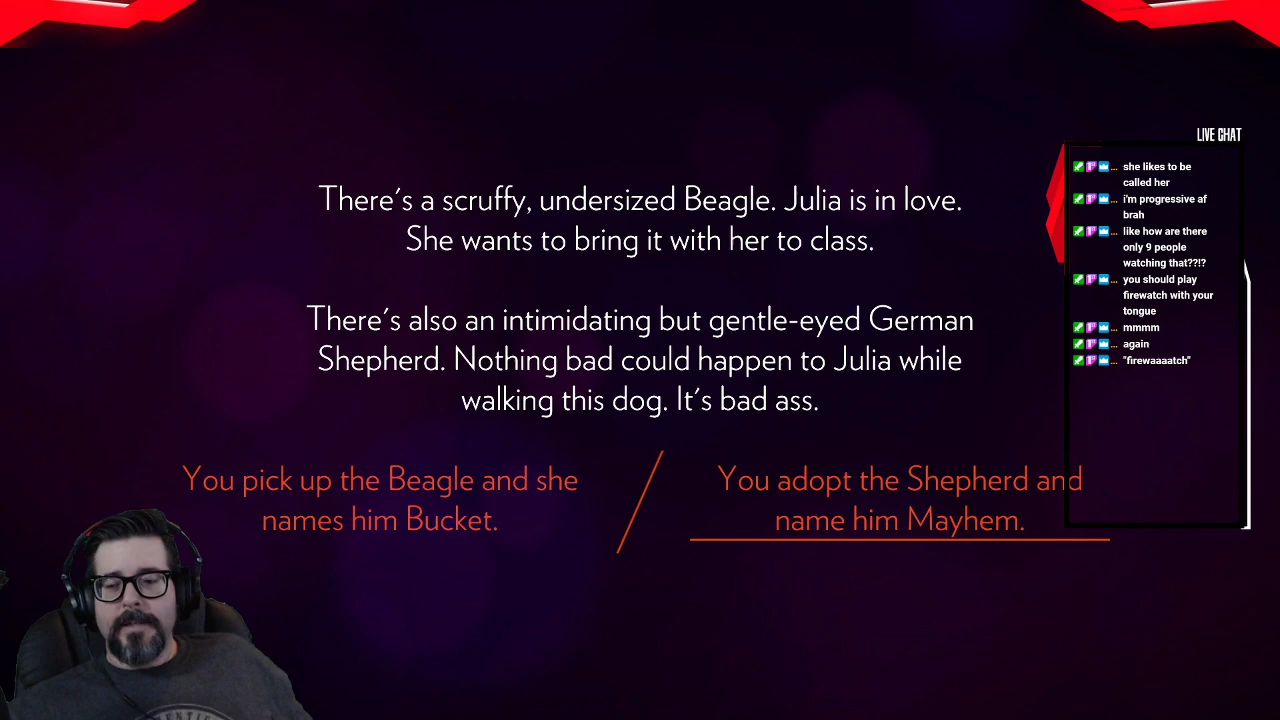 There's a scruffy, undersized Beagle. Julia is in love.
She wants to bring it with her to class.
There's also an intimidating but gentle-eyed German
Shepherd. Nothing bad could happen to Julia while
walking this dog. It's bad ass.
You pick up the Beagle and she
names him Bucket.
You adopt the Shepherd and
name him Mayhem.
LIVE CHAT
... she likes to be
called her
... i'm progressive af
brah
... like how are there
only 9 people
watching that??!?
... you should play
firewatch with your
tongue
... mmmm
... again
... "firewaaaatch"